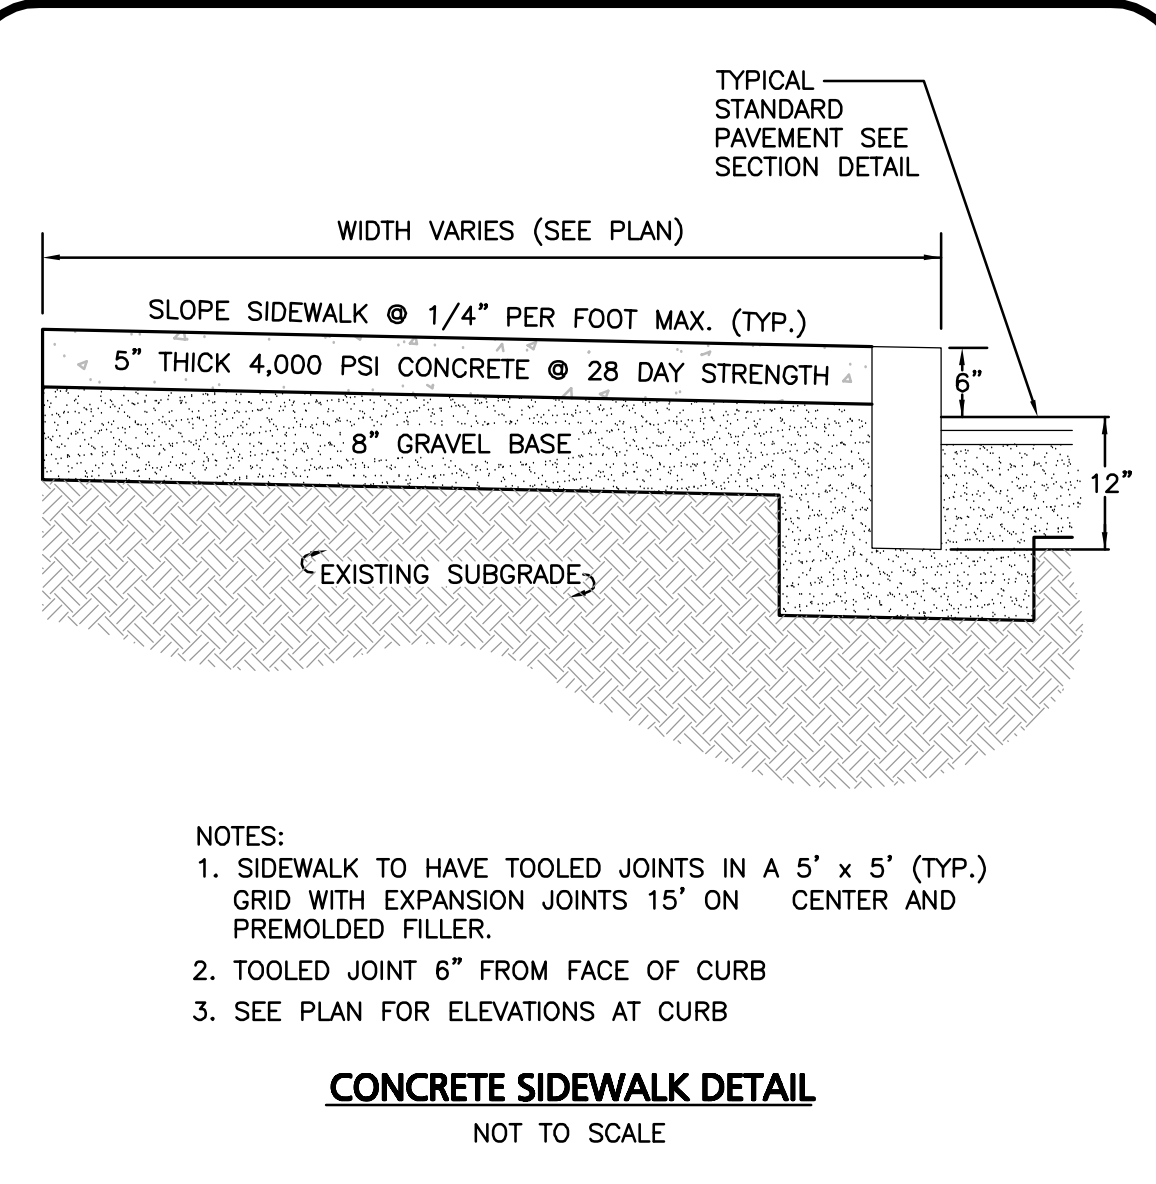 TYPICAL
STANDARD
PAVEMENT SEE
SECTION DETAIL
WIDTH VARIES (SEE PLAN)
SLOPE SIDEWALK @ 1/4" PER FOOT MAX. (TYP.)
5" THICK 4,000 PSI CONCRETE @ 28 DAY STRENGTH
6"
8" GRAVEL BASE
12"
EXISTING SUBGRADE
NOTES:
1. SIDEWALK TO HAVE TOOLED JOINTS IN A 5' x 5' (TYP.)
GRID WITH EXPANSION JOINTS 15' ON CENTER AND
PREMOLDED FILLER.
2. TOOLED JOINT 6" FROM FACE OF CURB
3. SEE PLAN FOR ELEVATIONS AT CURB
CONCRETE SIDEWALK DETAIL
NOT TO SCALE